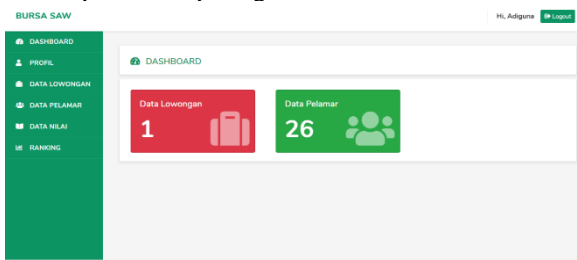 BURSA SAW
Hi, Adiguna
Logout
DASHBOARD
PROFIL
DATA LOWONGAN
DATA PELAMAR
DATA NILAI
RANKING
DASHBOARD
Data Lowongan
1
Data Pelamar
26